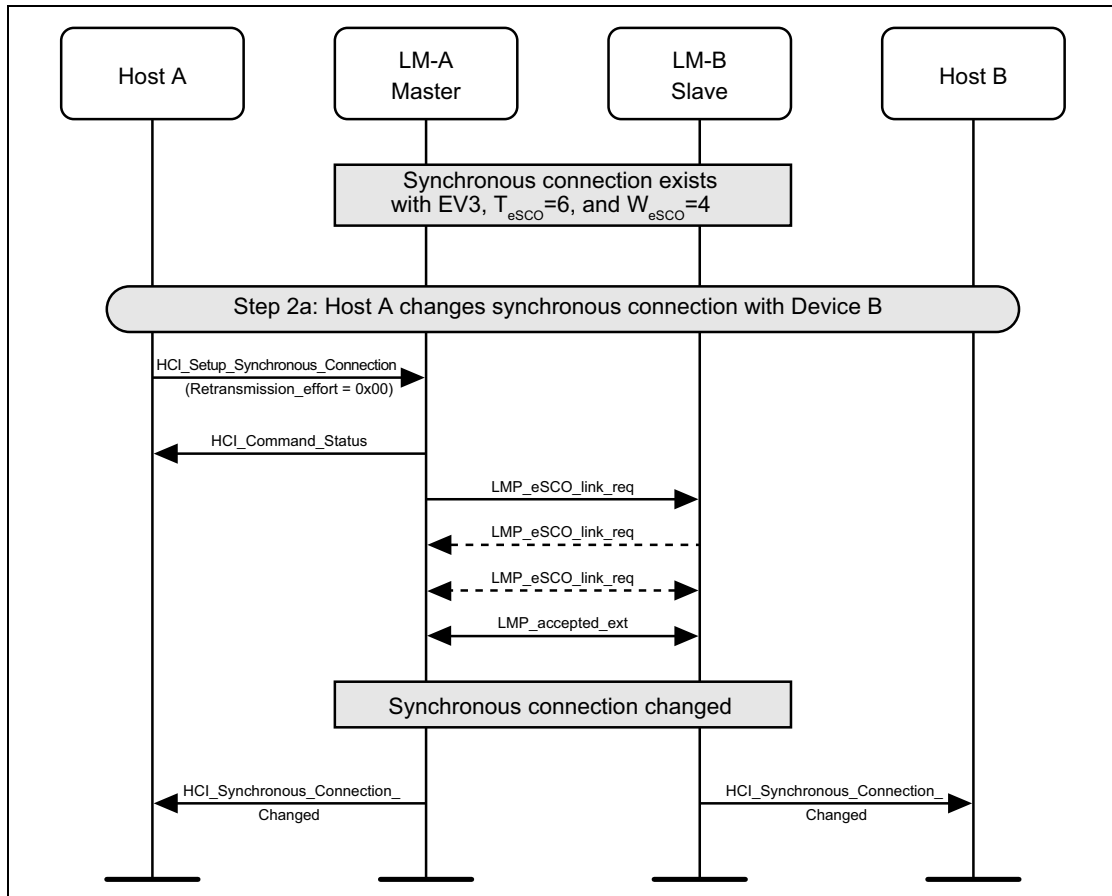 Host A
LM-A
Master
LM-B
Slave
Host B
Synchronous connection exists
with EV3, TeSCO=6, and WeSCO=4
Step 2a: Host A changes synchronous connection with Device B
HCI_Setup_Synchronous_Connection
(Retransmission_effort = 0x00)
HCI_Command_Status
LMP_eSCO_link_req
LMP_eSCO_link_req
LMP_eSCO_link_req
LMP_accepted_ext
Synchronous connection changed
HCI_Synchronous_Connection_
Changed
HCI_Synchronous_Connection_
Changed